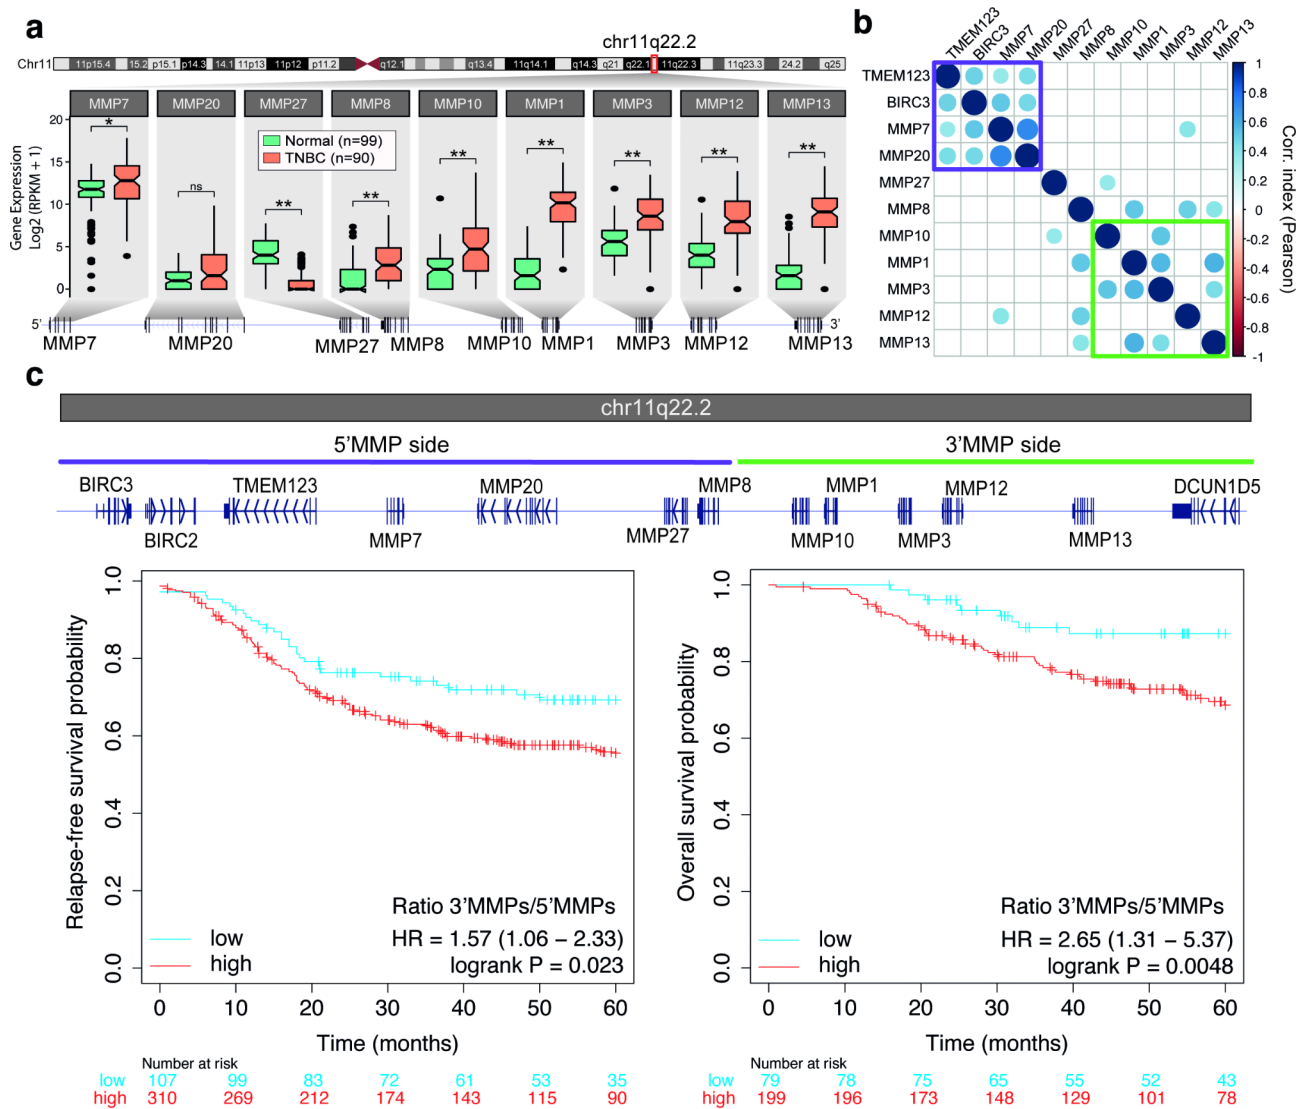 a
chr11q22.2
Chr11 11p15.4 15.2 p15.1 p14.3 14.1 11p13 11p12 p11.2 q12.1 q13.4 11q14.1 q14.3 q21 q22.1 11q22.3 11q23.3 24.2 q25
MMP7 MMP20 MMP27 MMP8 MMP10 MMP1 MMP3 MMP12 MMP13
Gene Expression
Log2 (RPKM + 1)
20
15
10
5
0
Normal (n=99)
TNBC (n=90)
* ns ** ** ** ** ** ** **
5' 3'
MMP7 MMP20 MMP27 MMP8 MMP10 MMP1 MMP3 MMP12 MMP13
b
TMEM123 BIRC3 MMP7 MMP20 MMP27 MMP8 MMP10 MMP1 MMP3 MMP12 MMP13
TMEM123
BIRC3
MMP7
MMP20
MMP27
MMP8
MMP10
MMP1
MMP3
MMP12
MMP13
1
0.8
0.6
0.4
0.2
0
-0.2
-0.4
-0.6
-0.8
-1
Corr. index (Pearson)
c
chr11q22.2
5'MMP side 3'MMP side
BIRC3 TMEM123 MMP20 MMP8 MMP1 MMP12 DCUN1D5
BIRC2 MMP7 MMP27 MMP10 MMP3 MMP13
Relapse-free survival probability
1.0
0.8
0.6
0.4
0.2
0.0
Ratio 3'MMPs/5'MMPs
low HR = 1.57 (1.06 – 2.33)
high logrank P = 0.023
0 10 20 30 40 50 60
Time (months)
Number at risk
low 107 99 83 72 61 53 35
high 310 269 212 174 143 115 90
Overall survival probability
1.0
0.8
0.6
0.4
0.2
0.0
Ratio 3'MMPs/5'MMPs
low HR = 2.65 (1.31 – 5.37)
high logrank P = 0.0048
0 10 20 30 40 50 60
Time (months)
Number at risk
low 79 78 75 65 55 52 43
high 199 196 173 148 129 101 78